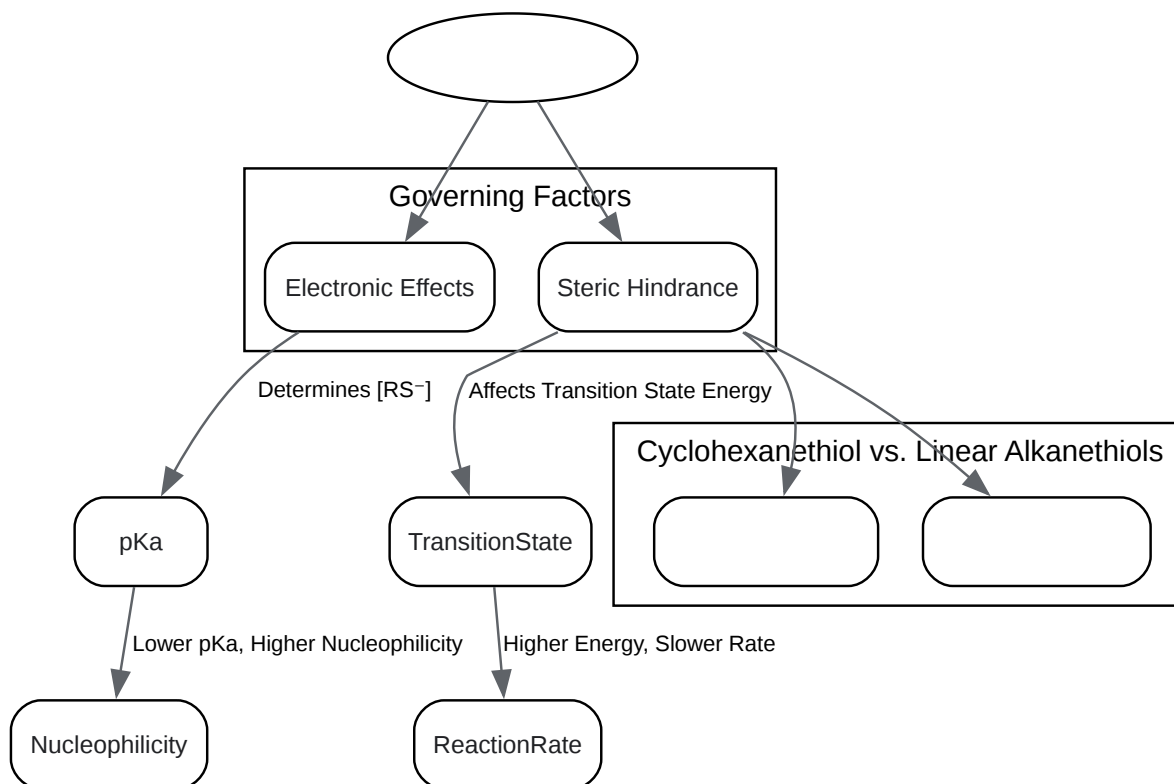 Governing Factors
Electronic Effects
Steric Hindrance
Determines [RS⁻]
Affects Transition State Energy
Cyclohexanethiol vs. Linear Alkanethiols
pKa
TransitionState
Lower pKa, Higher Nucleophilicity
Higher Energy, Slower Rate
Nucleophilicity
ReactionRate